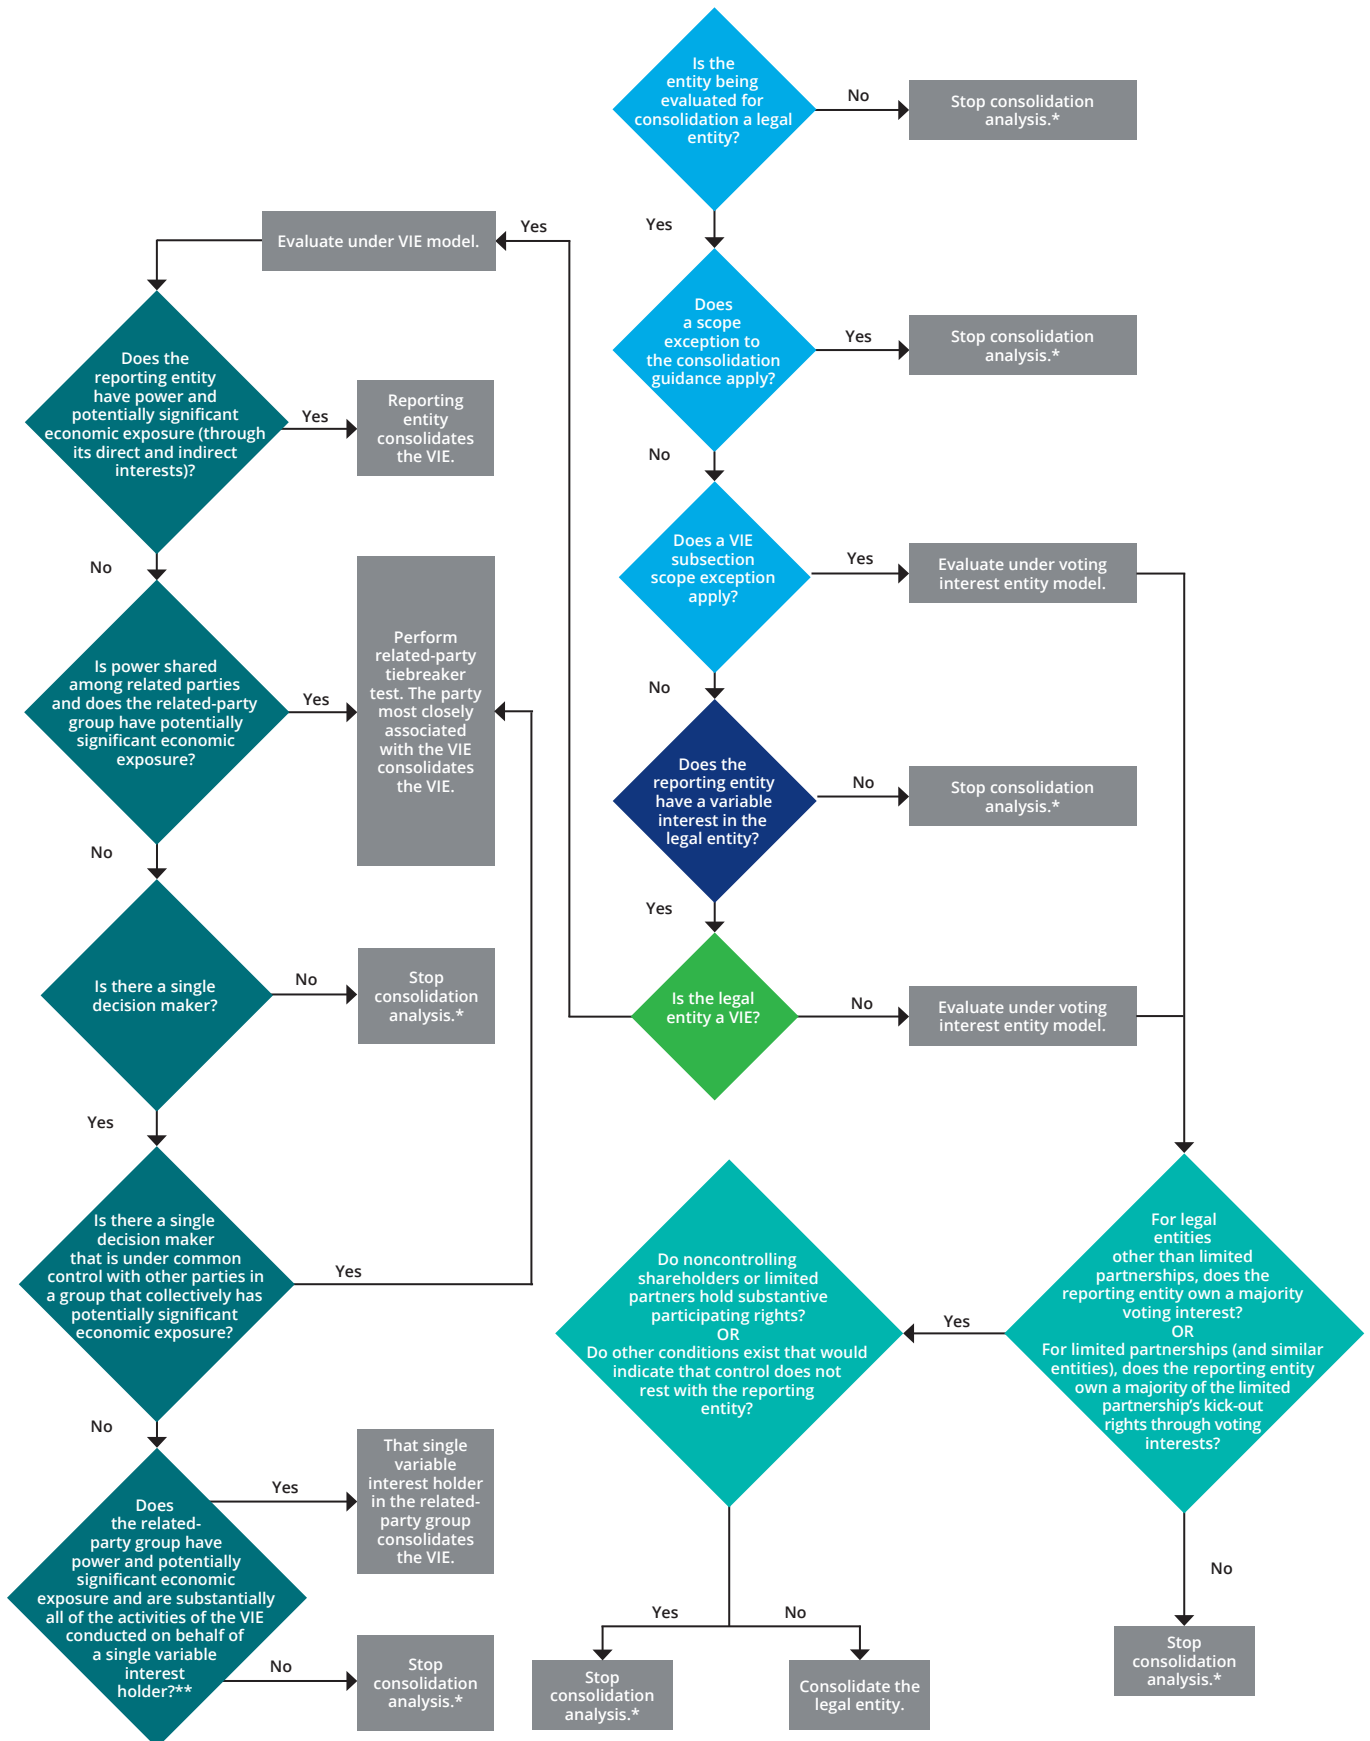 Is the
entity being
evaluated for
consolidation a legal
entity?
No
Stop consolidation
analysis.*
Yes
Does
a scope
exception to
the consolidation
guidance apply?
Yes
Stop consolidation
analysis.*
No
Does a VIE
subsection
scope exception
apply?
Yes
Evaluate under voting
interest entity model.
No
Does the
reporting entity
have a variable
interest in the
legal entity?
No
Stop consolidation
analysis.*
Yes
Is the legal
entity a VIE?
No
Evaluate under voting
interest entity model.
Yes
Evaluate under VIE model.
Does the
reporting entity
have power and
potentially significant
economic exposure (through
its direct and indirect
interests)?
Yes
Reporting
entity
consolidates
the VIE.
No
Is power shared
among related parties
and does the related-party
group have potentially
significant economic
exposure?
Yes
Perform
related-party
tiebreaker
test. The party
most closely
associated
with the VIE
consolidates
the VIE.
No
Is there a single
decision maker?
No
Stop
consolidation
analysis.*
Yes
Is there a single
decision maker
that is under common
control with other parties in
a group that collectively has
potentially significant
economic exposure?
Yes
No
Does
the related-
party group have
power and potentially
significant economic
exposure and are substantially
all of the activities of the VIE
conducted on behalf of
a single variable
interest
holder?**
Yes
That single
variable
interest holder
in the related-
party group
consolidates
the VIE.
No
Stop
consolidation
analysis.*
For legal
entities
other than limited
partnerships, does the
reporting entity own a majority
voting interest?
OR
For limited partnerships (and similar
entities), does the reporting entity
own a majority of the limited
partnership's kick-out
rights through voting
interests?
Yes
Do noncontrolling
shareholders or limited
partners hold substantive
participating rights?
OR
Do other conditions exist that would
indicate that control does not
rest with the reporting
entity?
Yes
Stop
consolidation
analysis.*
No
Consolidate the
legal entity.
No
Stop
consolidation
analysis.*